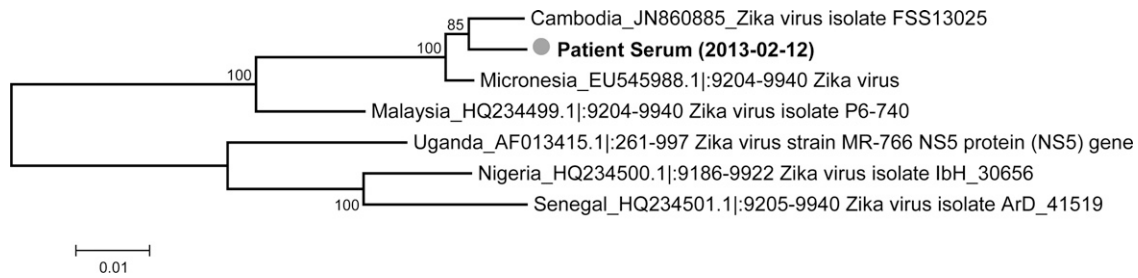 85
Cambodia_JN860885_Zika virus isolate FSS13025
100
Patient Serum (2013-02-12)
100
Micronesia_EU545988.1|:9204-9940 Zika virus
Malaysia_HQ234499.1|:9204-9940 Zika virus isolate P6-740
Uganda_AF013415.1|:261-997 Zika virus strain MR-766 NS5 protein (NS5) gene
Nigeria_HQ234500.1|:9186-9922 Zika virus isolate IbH_30656
100
Senegal_HQ234501.1|:9205-9940 Zika virus isolate ArD_41519
0.01